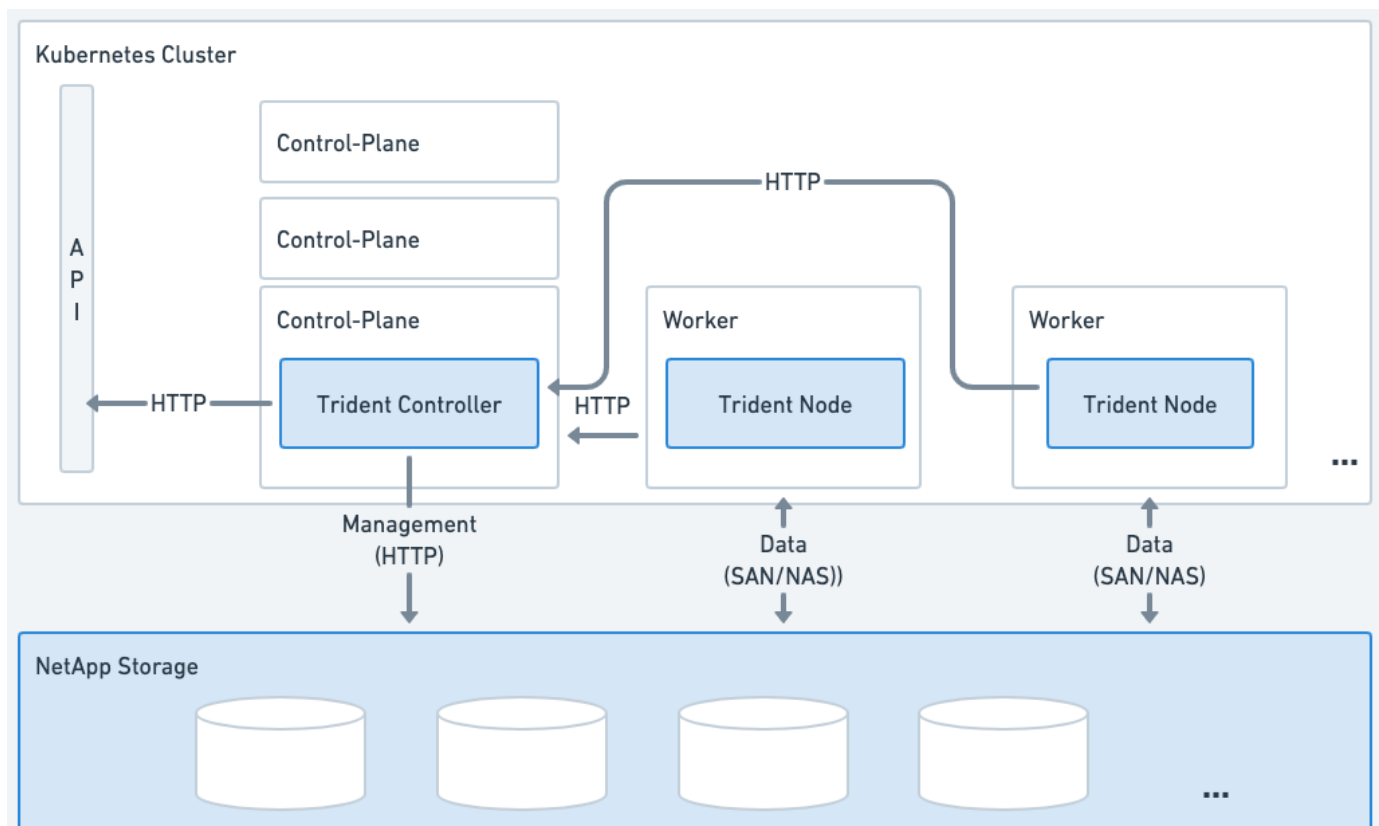 Kubernetes Cluster
A
P
I
Control-Plane
Control-Plane
Control-Plane
Trident Controller
HTTP
HTTP
HTTP
Worker
Trident Node
Worker
Trident Node
...
Management
(HTTP)
Data
(SAN/NAS))
Data
(SAN/NAS)
NetApp Storage
...